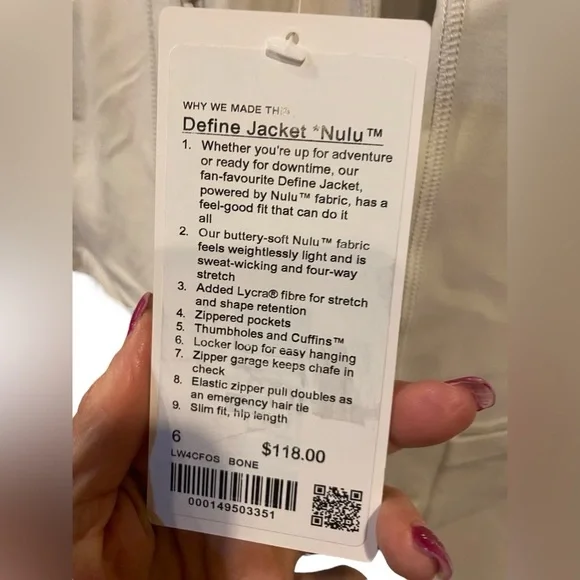 WHY WE MADE THIS
Define Jacket *Nulu™
1. Whether you're up for adventure
or ready for downtime, our
fan-favourite Define Jacket,
powered by Nulu™ fabric, has a
feel-good fit that can do it
all
2. Our buttery-soft Nulu™ fabric
feels weightlessly light and is
sweat-wicking and four-way
stretch
3. Added Lycra® fibre for stretch
and shape retention
4. Zippered pockets
5. Thumbholes and Cuffins™
6. Locker loop for easy hanging
7. Zipper garage keeps chafe in
check
8. Elastic zipper pull doubles as
an emergency hair tie
9. Slim fit, hip length
6 $118.00
LW4CFOS BONE
000149503351